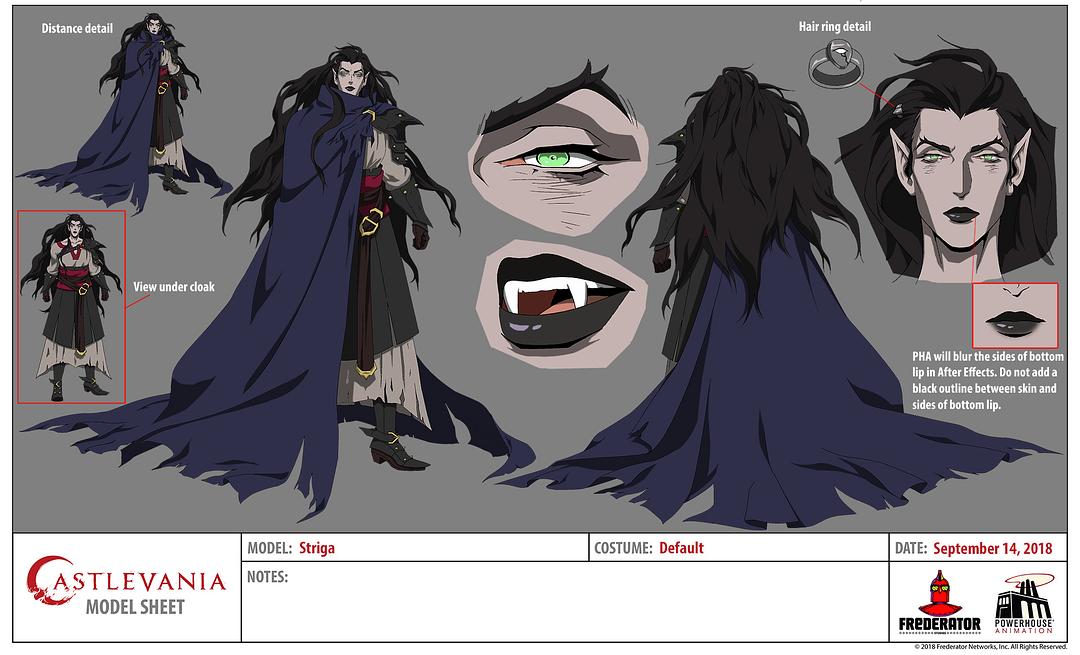 Distance detail
Hair ring detail
View under cloak
PHA will blur the sides of bottom
lip in After Effects. Do not add a
black outline between skin and
sides of bottom lip.
CASTLEVANIA
MODEL SHEET
MODEL: Striga
COSTUME: Default
DATE: September 14, 2018
NOTES:
FREDERATOR
POWERHOUSE
ANIMATION
© 2018 Frederator Networks, Inc. All Rights Reserved.